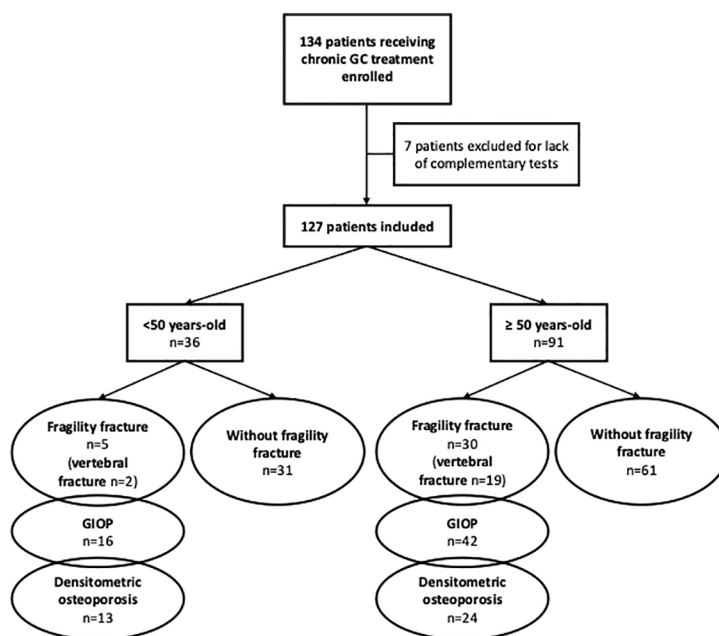 134 patients receiving
chronic GC treatment
enrolled
7 patients excluded for lack
of complementary tests
127 patients included
<50 years-old
n=36
≥ 50 years-old
n=91
Fragility fracture
n=5
(vertebral
fracture n=2)
Without fragility
fracture
n=31
Fragility fracture
n=30
(vertebral
fracture n=19)
Without fragility
fracture
n=61
GIOP
n=16
GIOP
n=42
Densitometric
osteoporosis
n=13
Densitometric
osteoporosis
n=24